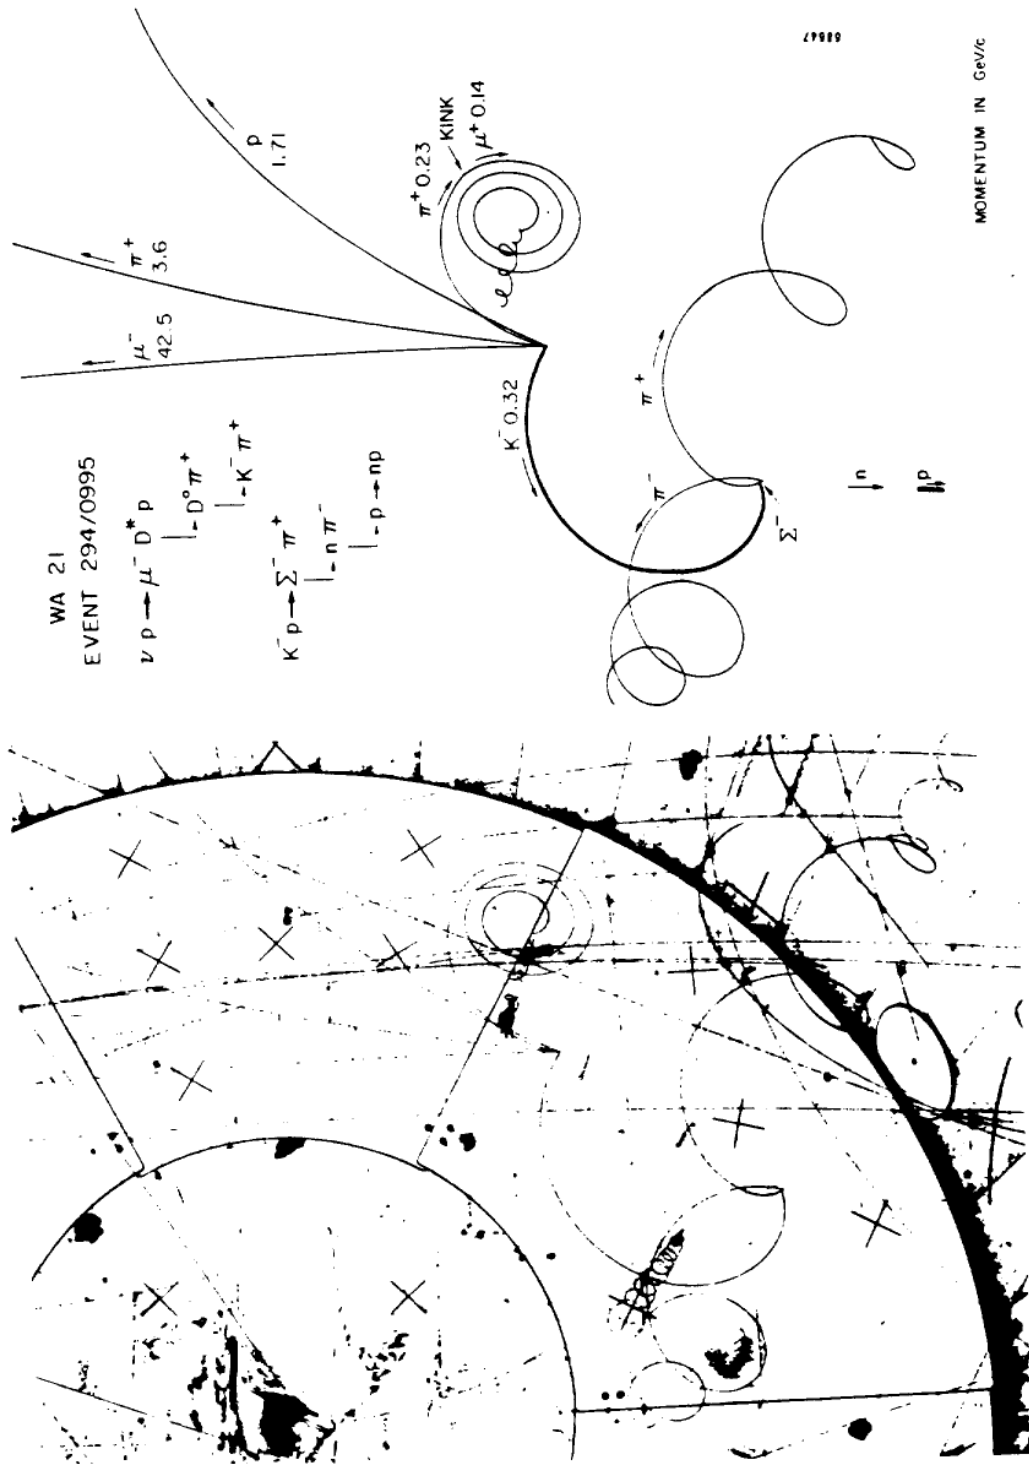 WA 21
EVENT 294/0995
ν p → μ⁻ D* p
D⁰ π⁺
K⁻ π⁺
K⁻ p → Σ⁻ π⁺
n π⁻
p → np
μ⁻
42.5
π⁺
3.6
p
1.71
π⁺ 0.23
KINK
μ⁺ 0.14
K⁻ 0.32
π⁻
π⁺
Σ⁻
n
p
MOMENTUM IN GeV/c